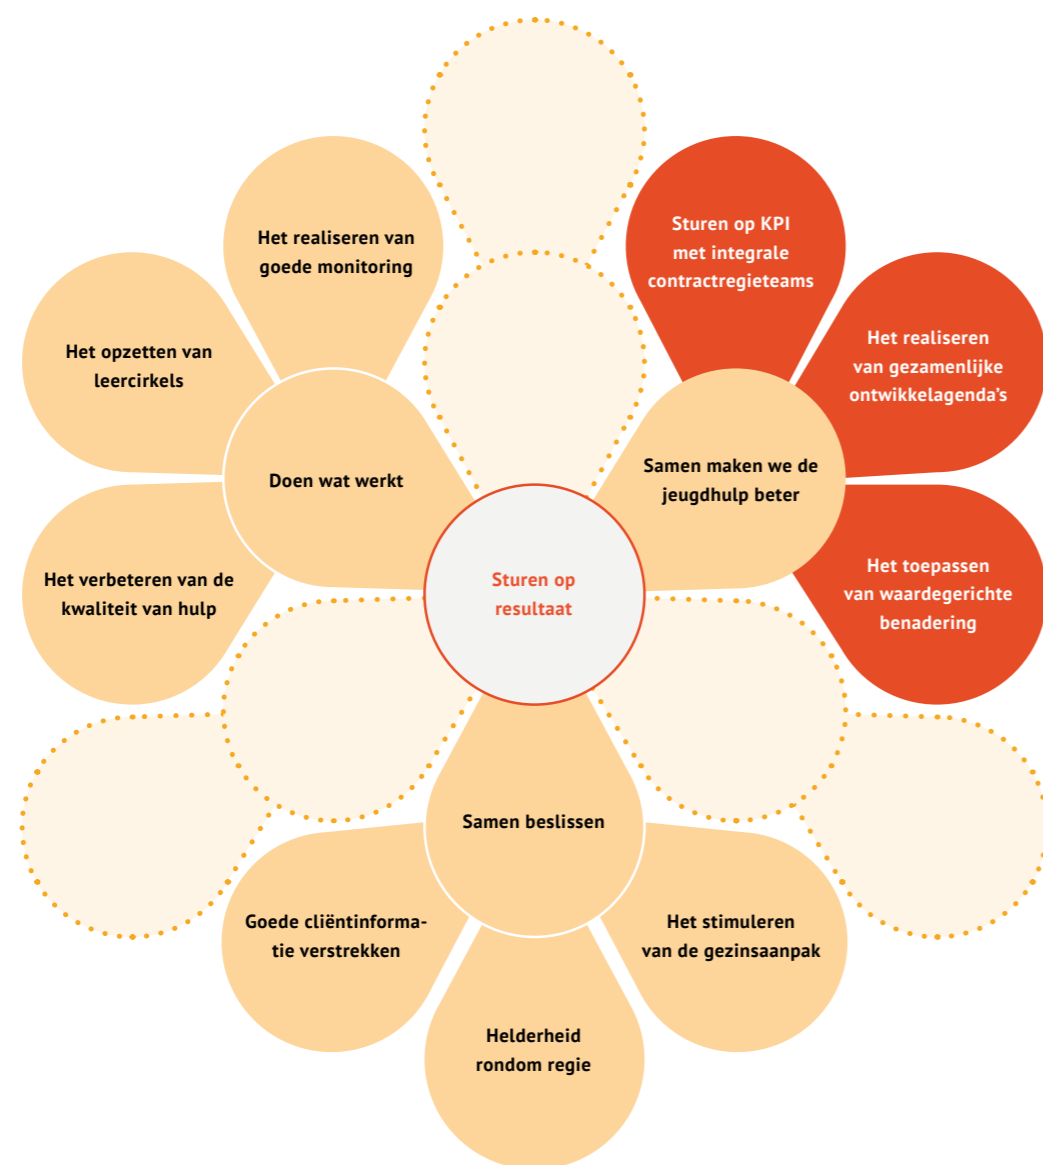 Sturen op KPI
met integrale
contractregieteams
Het realiseren van
goede monitoring
Het realiseren
van gezamenlijke
ontwikkelagenda's
Het opzetten van
leercirkels
Samen maken we de
jeugdhulp beter
Doen wat werkt
Het toepassen
van waardegerichte
benadering
Het verbeteren van de
kwaliteit van hulp
Sturen op
resultaat
Samen beslissen
Goede cliëntinforma-
tie verstrekken
Het stimuleren
van de gezinsaanpak
Helderheid
rondom regie